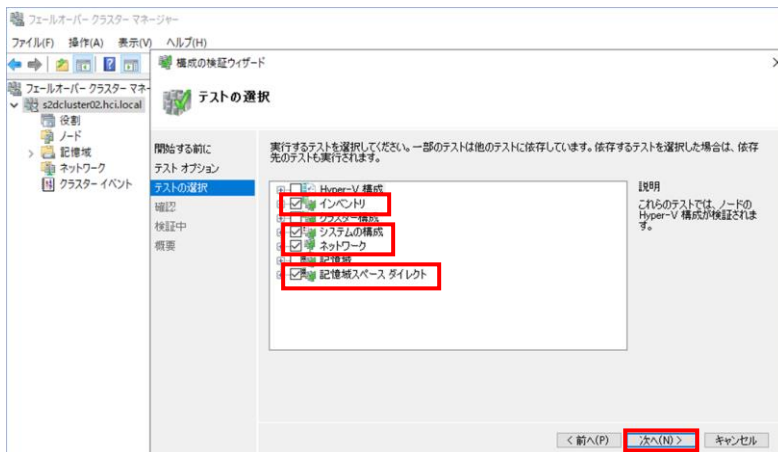 フェールオーバー クラスター マネージャー
ファイル(F) 操作(A) 表示(V) ヘルプ(H)
フェールオーバー クラスター マネー
s2dcluster02.hci.local
役割
ノード
記憶域
ネットワーク
クラスター イベント
構成の検証ウィザード
テストの選択
開始する前に
テスト オプション
テストの選択
確認
検証中
概要
実行するテストを選択してください。一部のテストは他のテストに依存しています。依存するテストを選択した場合は、依存
先のテストも実行されます。
Hyper-V 構成
インベントリ
クラスター構成
システムの構成
ネットワーク
記憶域
記憶域スペース ダイレクト
説明
これらのテストでは、ノードの
Hyper-V 構成が検証されま
す。
< 前へ(P) 次へ(N) > キャンセル